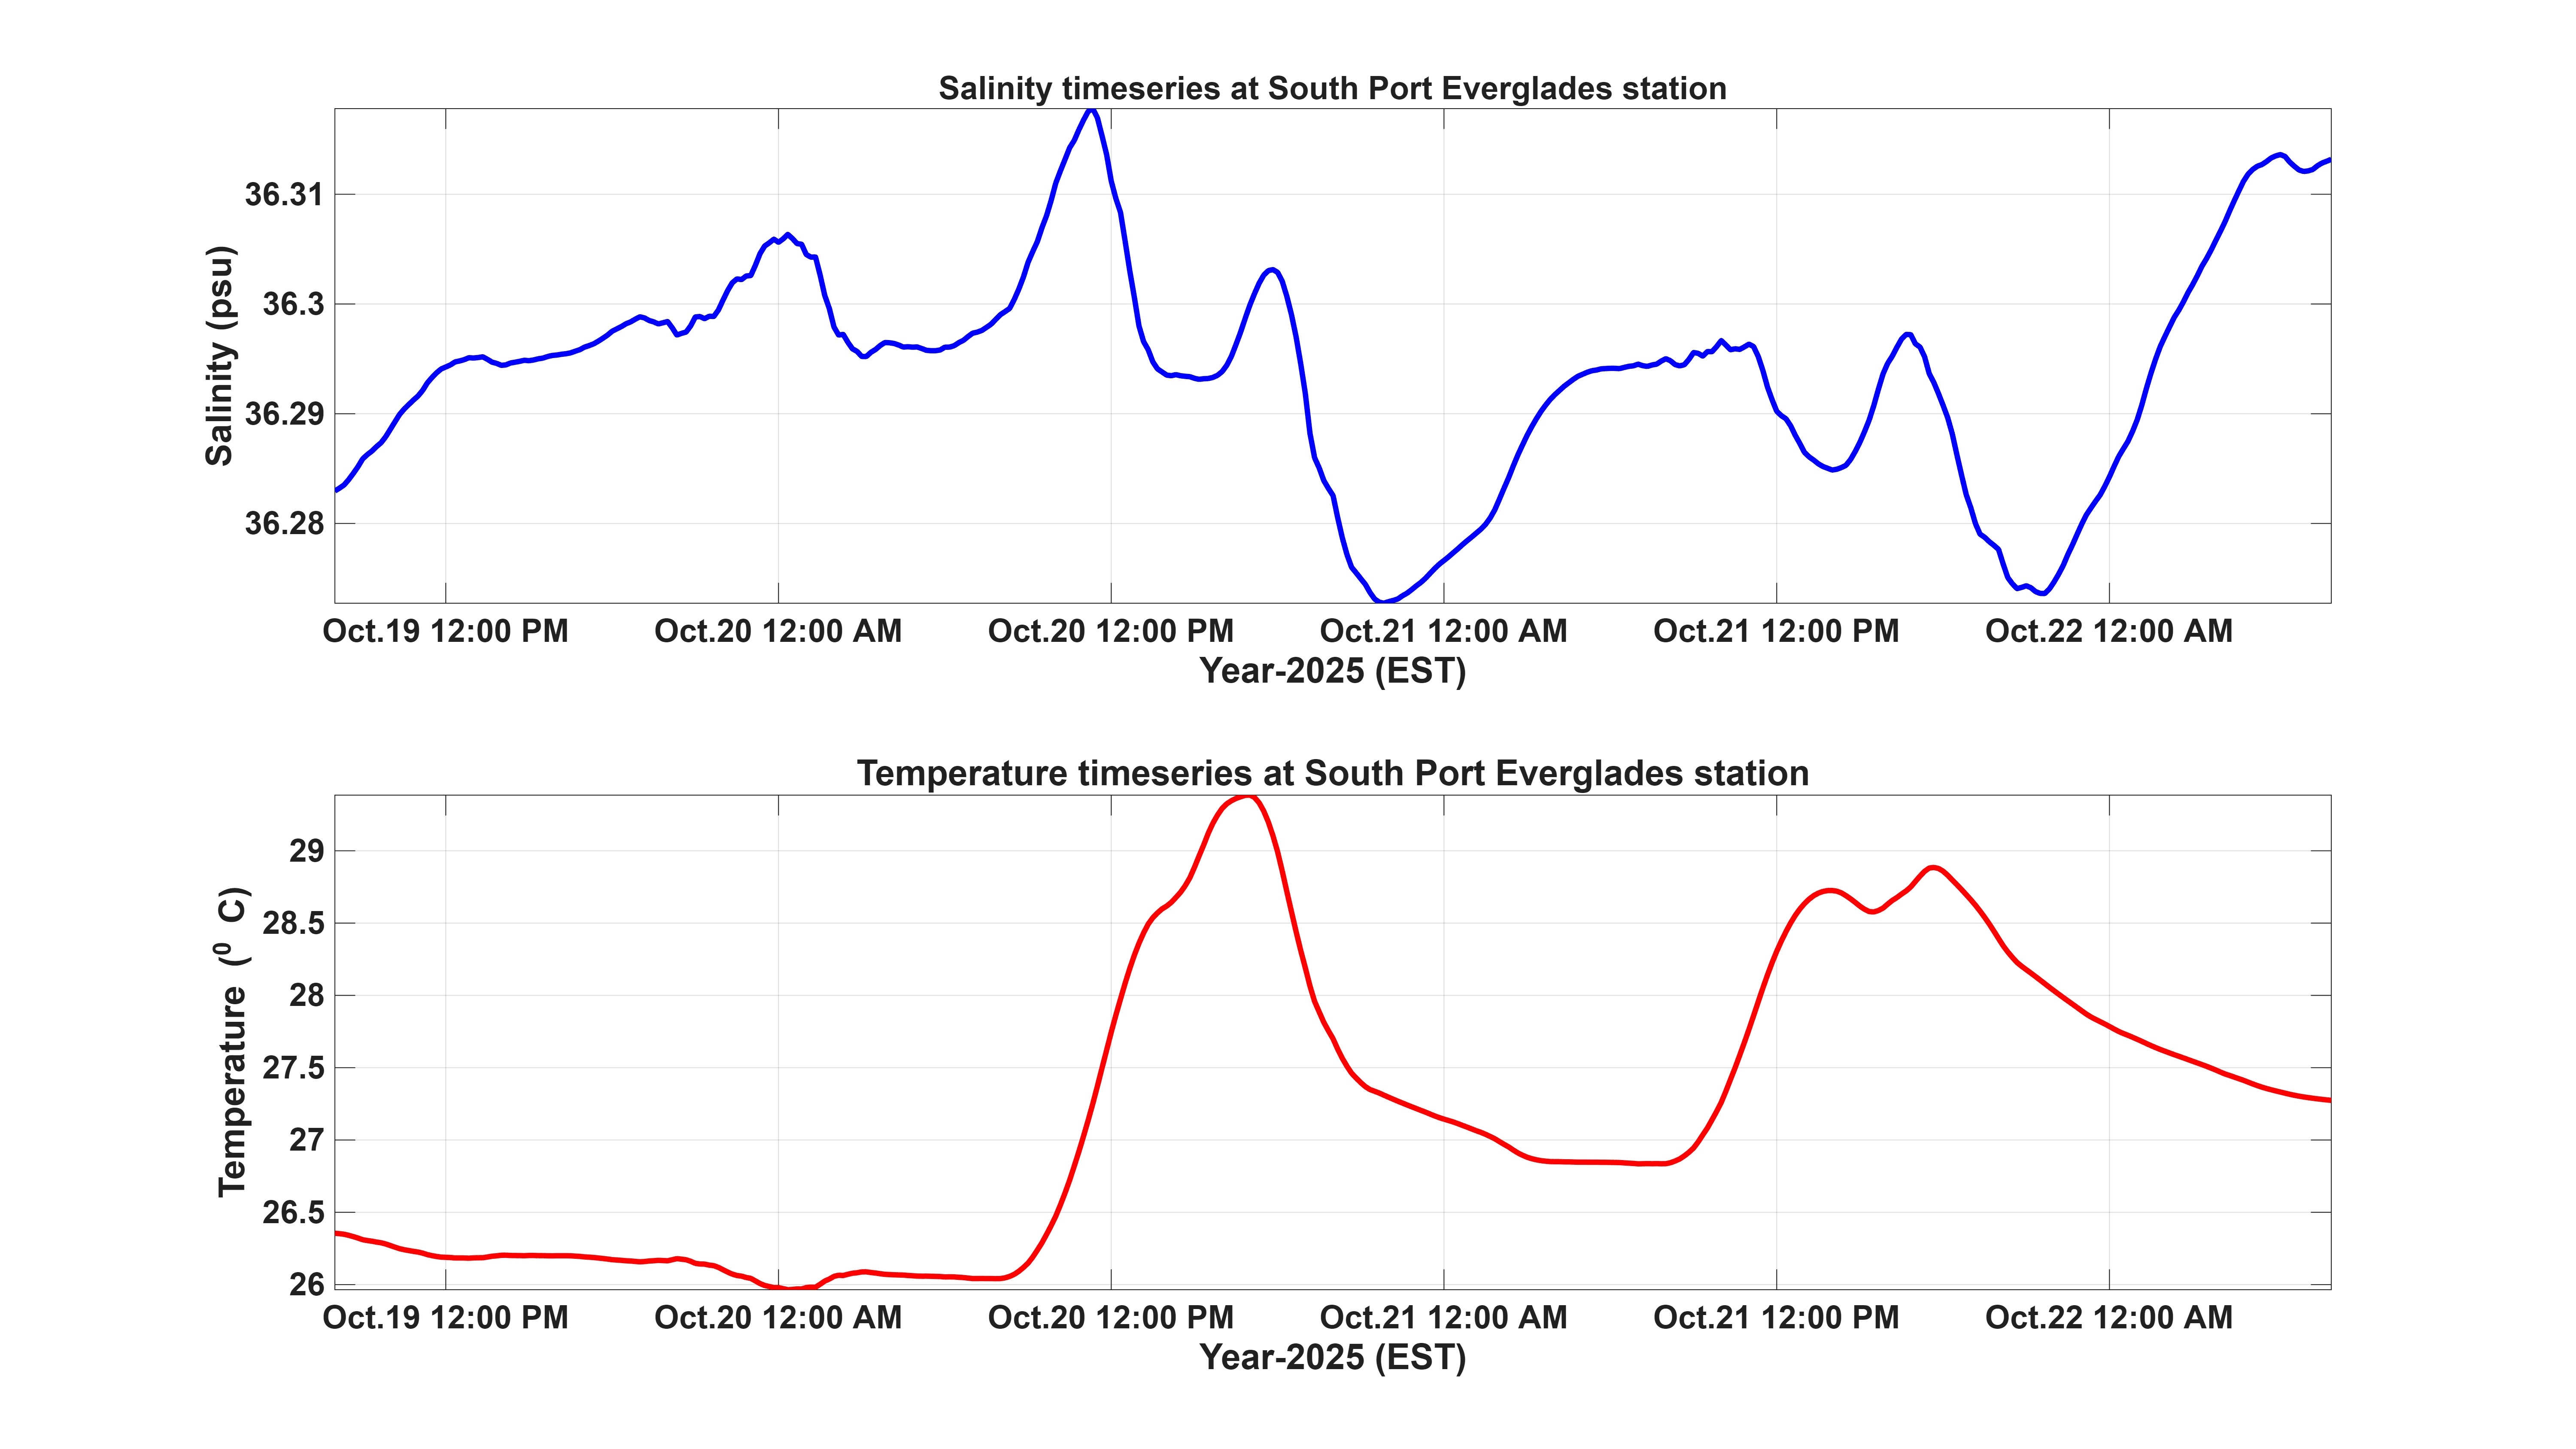 Salinity timeseries at South Port Everglades station
Salinity (psu)
36.31
36.3
36.29
36.28
Oct.19 12:00 PM Oct.20 12:00 AM Oct.20 12:00 PM Oct.21 12:00 AM Oct.21 12:00 PM Oct.22 12:00 AM
Year-2025 (EST)
Temperature timeseries at South Port Everglades station
Temperature (⁰ C)
29
28.5
28
27.5
27
26.5
26
Oct.19 12:00 PM Oct.20 12:00 AM Oct.20 12:00 PM Oct.21 12:00 AM Oct.21 12:00 PM Oct.22 12:00 AM
Year-2025 (EST)